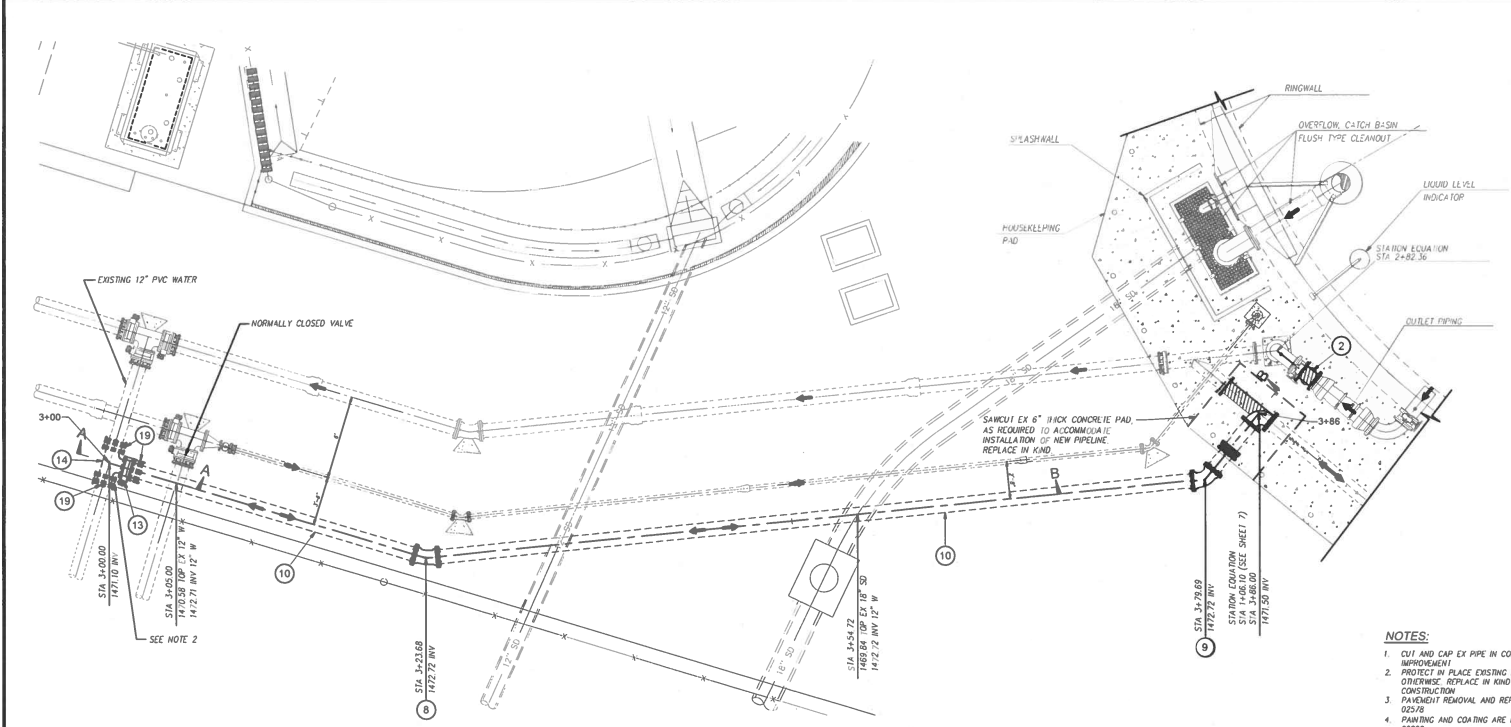 RINGWALL
OVERFLOW, CATCH BASIN
FLUSH TYPE CLEANOUT
SPLASHWALL
LIQUID LEVEL
INDICATOR
HOUSEKEEPING
PAD
STATION EQUATION
STA 2+82.36
OUTLET PIPING
EXISTING 12" PVC WATER
NORMALLY CLOSED VALVE
12" SD
18" SD
18" SD
2
B
3+86
SAWCUT EX 6" THICK CONCRETE PAD,
AS REQUIRED TO ACCOMMODATE
INSTALLATION OF NEW PIPELINE.
REPLACE IN KIND
3+00
A
19
14
A
B
19
13
10
10
STA 3+00.00
1471.10 INV
STA 3+05.00
1470.58 TOP EX 12" W
1472.71 INV 12" W
SEE NOTE 2
12" SD
18" SD
STA 3+23.68
1472.72 INV
8
STA 3+54.72
1469.84 TOP EX 18" SD
1472.72 INV 12" W
STA 3+79.69
1472.72 INV
9
STATION EQUATION
STA 1+06.10 (SEE SHEET 7)
STA 3+86.00
1471.50 INV
NOTES:
1. CUT AND CAP EX PIPE IN CO
IMPROVEMENT
2. PROTECT IN PLACE EXISTING
OTHERWISE REPLACE IN KIND
CONSTRUCTION
3. PAVEMENT REMOVAL AND RE
02578
4. PAINTING AND COATING ARE